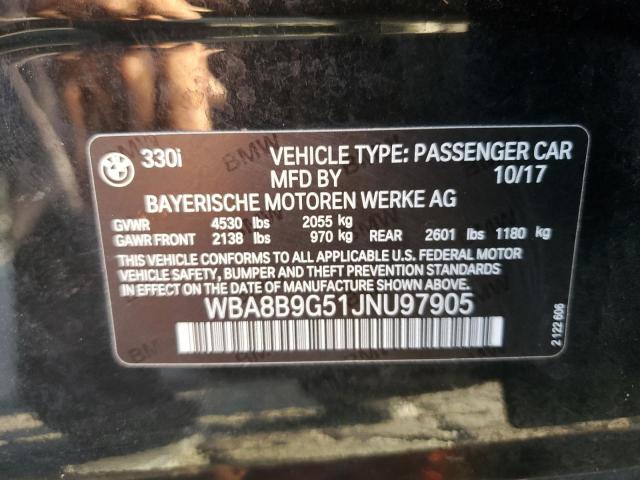 330i VEHICLE TYPE: PASSENGER CAR
MFD BY 10/17
BAYERISCHE MOTOREN WERKE AG
GVWR 4530 lbs 2055 kg
GAWR FRONT 2138 lbs 970 kg REAR 2601 lbs 1180 kg
THIS VEHICLE CONFORMS TO ALL APPLICABLE U.S. FEDERAL MOTOR
VEHICLE SAFETY, BUMPER AND THEFT PREVENTION STANDARDS
IN EFFECT ON THE DATE OF MANUFACTURE SHOWN ABOVE.
WBA8B9G51JNU97905
2 122 606